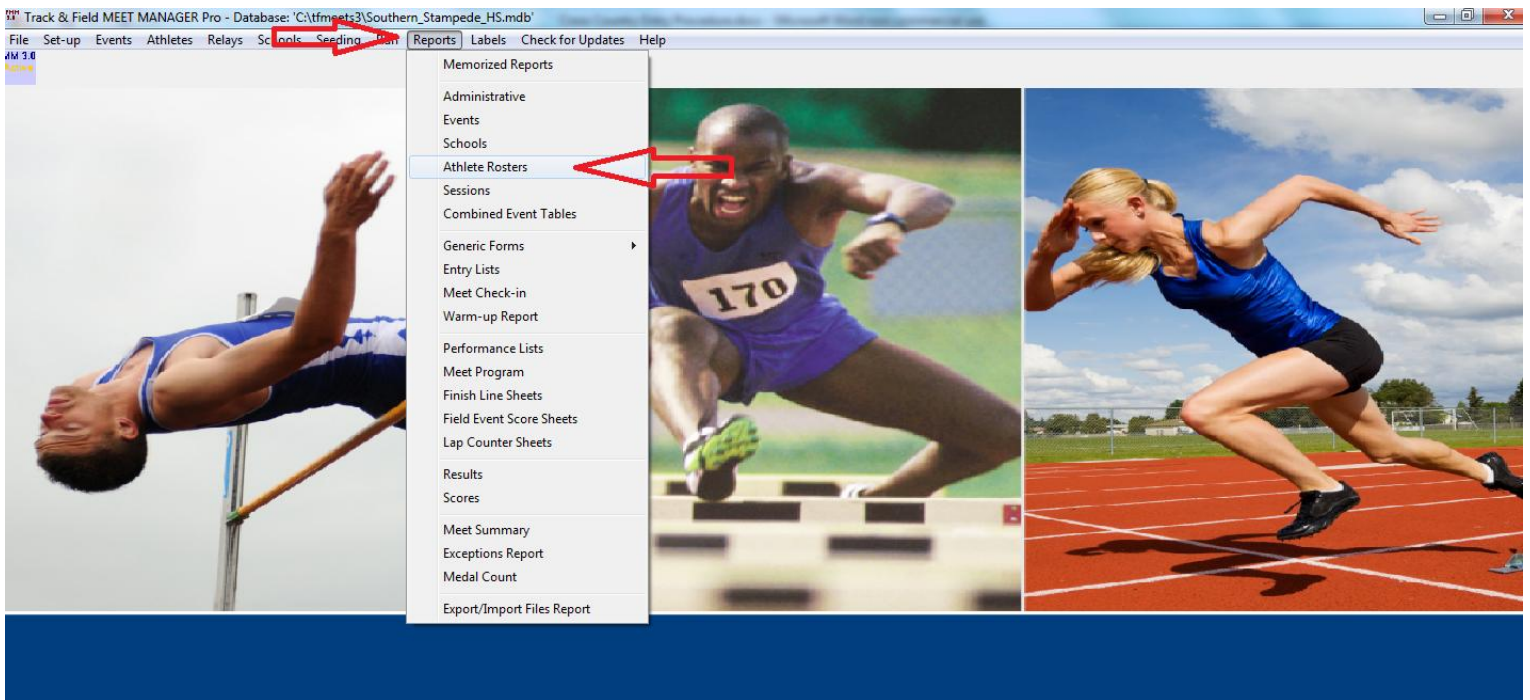 Track & Field MEET MANAGER Pro - Database: 'C:\tfmeets3\Southern_Stampede_HS.mdb'
File Set-up Events Athletes Relays Schools Seeding Run Reports Labels Check for Updates Help
MM 3.0
Memorized Reports
Administrative
Events
Schools
Athlete Rosters
Sessions
Combined Event Tables
Generic Forms
Entry Lists
Meet Check-in
Warm-up Report
Performance Lists
Meet Program
Finish Line Sheets
Field Event Score Sheets
Lap Counter Sheets
Results
Scores
Meet Summary
Exceptions Report
Medal Count
Export/Import Files Report
170